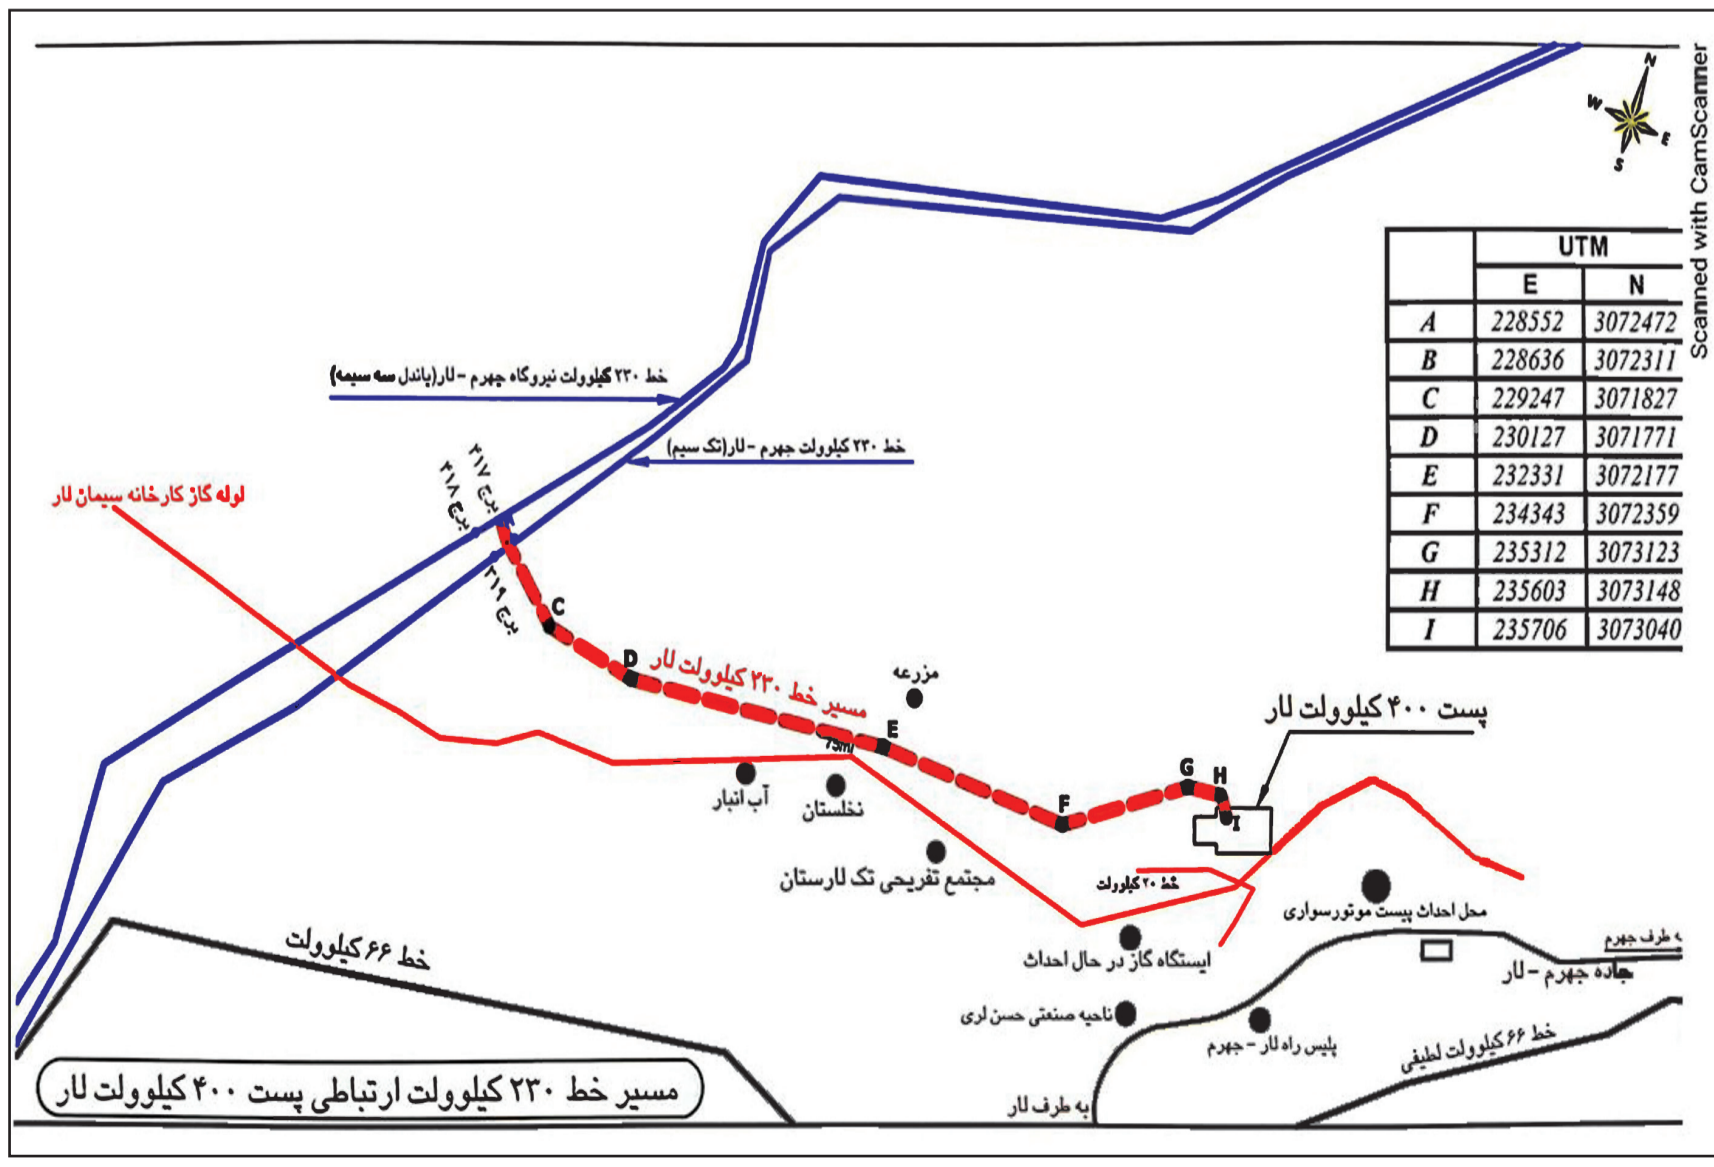 N
W
E
S
Scanned with CamScanner
UTM
E N
A 228552 3072472
B 228636 3072311
C 229247 3071827
D 230127 3071771
E 232331 3072177
F 234343 3072359
G 235312 3073123
H 235603 3073148
I 235706 3073040
خط ۲۳۰ کیلوولت نیروگاه جهرم - لار(باندل سه سیمه)
خط ۲۳۰ کیلوولت جهرم - لار(تک سیم)
برج ۴۱۷
برج ۴۱۸
برج ۳۱۹
لوله گاز کارخانه سیمان لار
C
D
مسیر خط ۲۳۰ کیلوولت لار
مزرعه
E
75m
آب انبار
نخلستان
F
G
H
I
پست ۴۰۰ کیلوولت لار
مجتمع تفریحی تک لارستان
خط ۲۰ کیلوولت
محل احداث پیست موتورسواری
ایستگاه گاز در حال احداث
به طرف جهرم
جاده جهرم - لار
خط ۶۶ کیلوولت
ناحیه صنعتی حسن لری
پلیس راه لار - جهرم
خط ۶۶ کیلوولت لطیفی
به طرف لار
مسیر خط ۲۳۰ کیلوولت ارتباطی پست ۴۰۰ کیلوولت لار